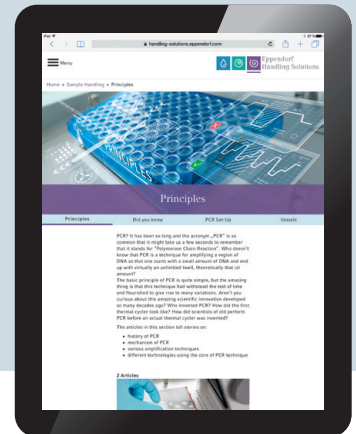 iPad
handling-solutions.eppendorf.com
Menu
Eppendorf
Handling Solutions
Home » Sample Handling » Principles
Principles
Principles
Did you know
PCR Set-Up
Vessels
PCR? It has been so long and the acronym „PCR" is so
common that it might take us a few seconds to remember
that it stands for "Polymerase Chain Reaction". Who doesn't
know that PCR is a technique for amplifying a region of
DNA so that one starts with a small amount of DNA and end
up with virtually an unlimited (well, theoretically that is)
amount?
The basic principle of PCR is quite simple, but the amazing
thing is that this technique had withstood the test of time
and flourished to give rise to many variations. Aren't you
curious about this amazing scientific innovation developed
so many decades ago? Who invented PCR? How did the first
thermal cycler look like? How did scientists of old perform
PCR before an actual thermal cycler was invented?
The articles in this section tell stories on:
• history of PCR
• mechanism of PCR
• various amplification techniques
• different technologies using the core of PCR technique
2 Articles